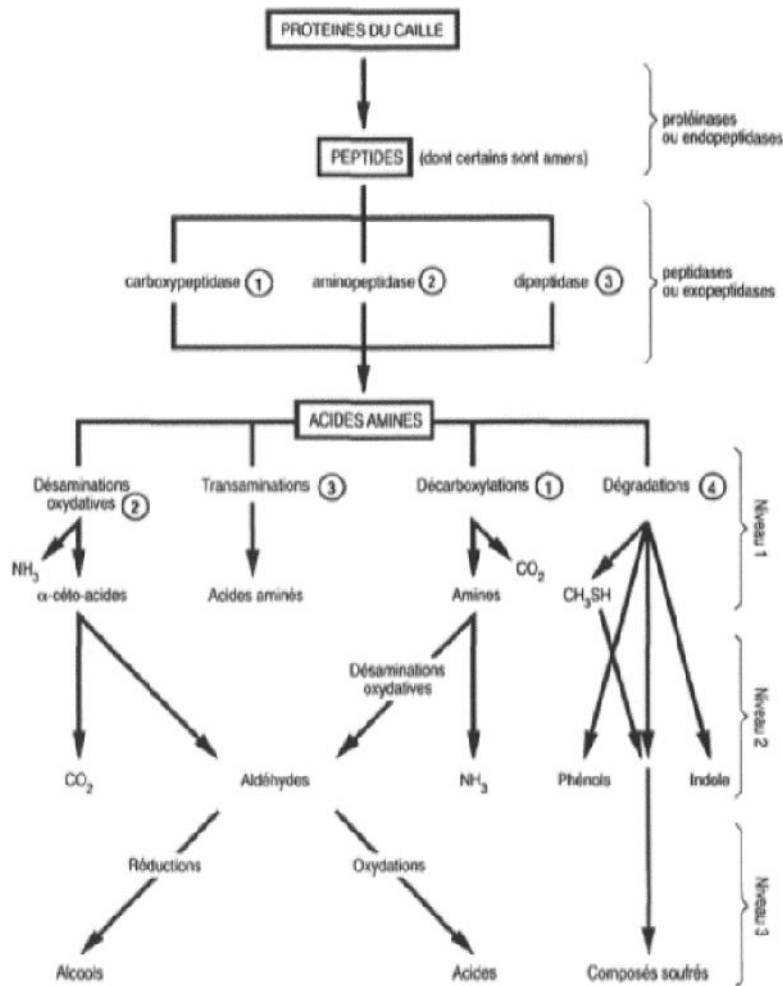 PROTEINES DU CAILLE
protéinases
ou endopeptidases
PEPTIDES (dont certains sont amers)
carboxypeptidase 1
aminopeptidase 2
dipeptidase 3
peptidases
ou exopeptidases
ACIDES AMINES
Désaminations
oxydatives 2
Transaminations 3
Décarboxylations 1
Dégradations 4
Niveau 1
NH3
α-céto-acides
Acides aminés
Amines
CO2
CH3SH
Désaminations
oxydatives
Niveau 2
CO2
Aldéhydes
NH3
Phénols
Indole
Réductions
Oxydations
Niveau 3
Alcools
Acides
Composés soufrés